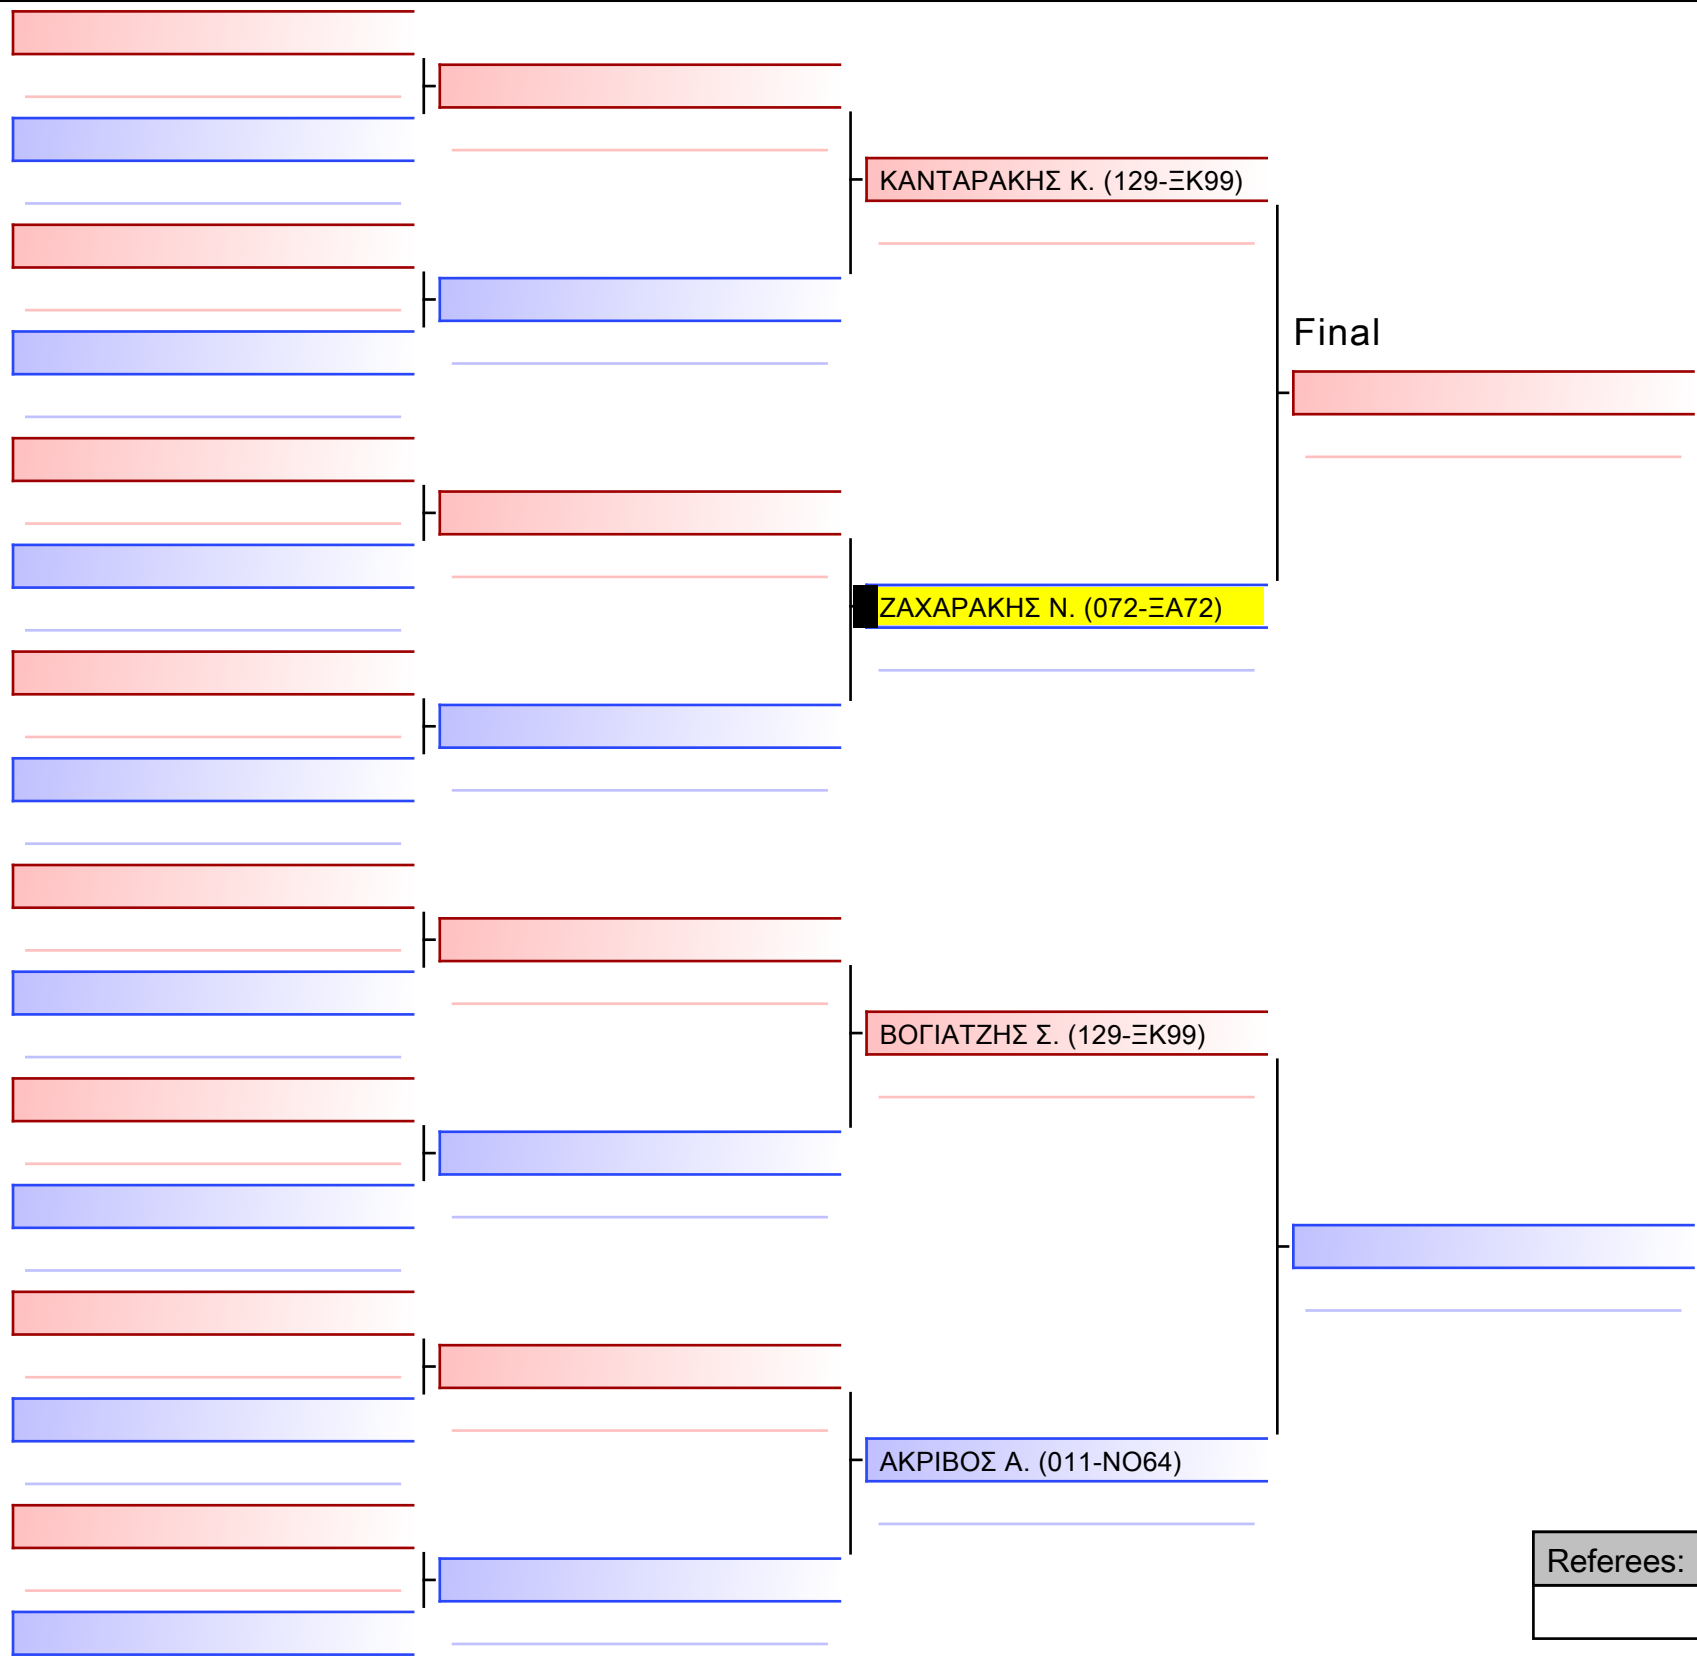 ΚΑΝΤΑΡΑΚΗΣ Κ. (129-ΞΚ99)
Final
ΖΑΧΑΡΑΚΗΣ Ν. (072-ΞΑ72)
ΒΟΓΙΑΤΖΗΣ Σ. (129-ΞΚ99)
ΑΚΡΙΒΟΣ Α. (011-ΝΟ64)
Referees: